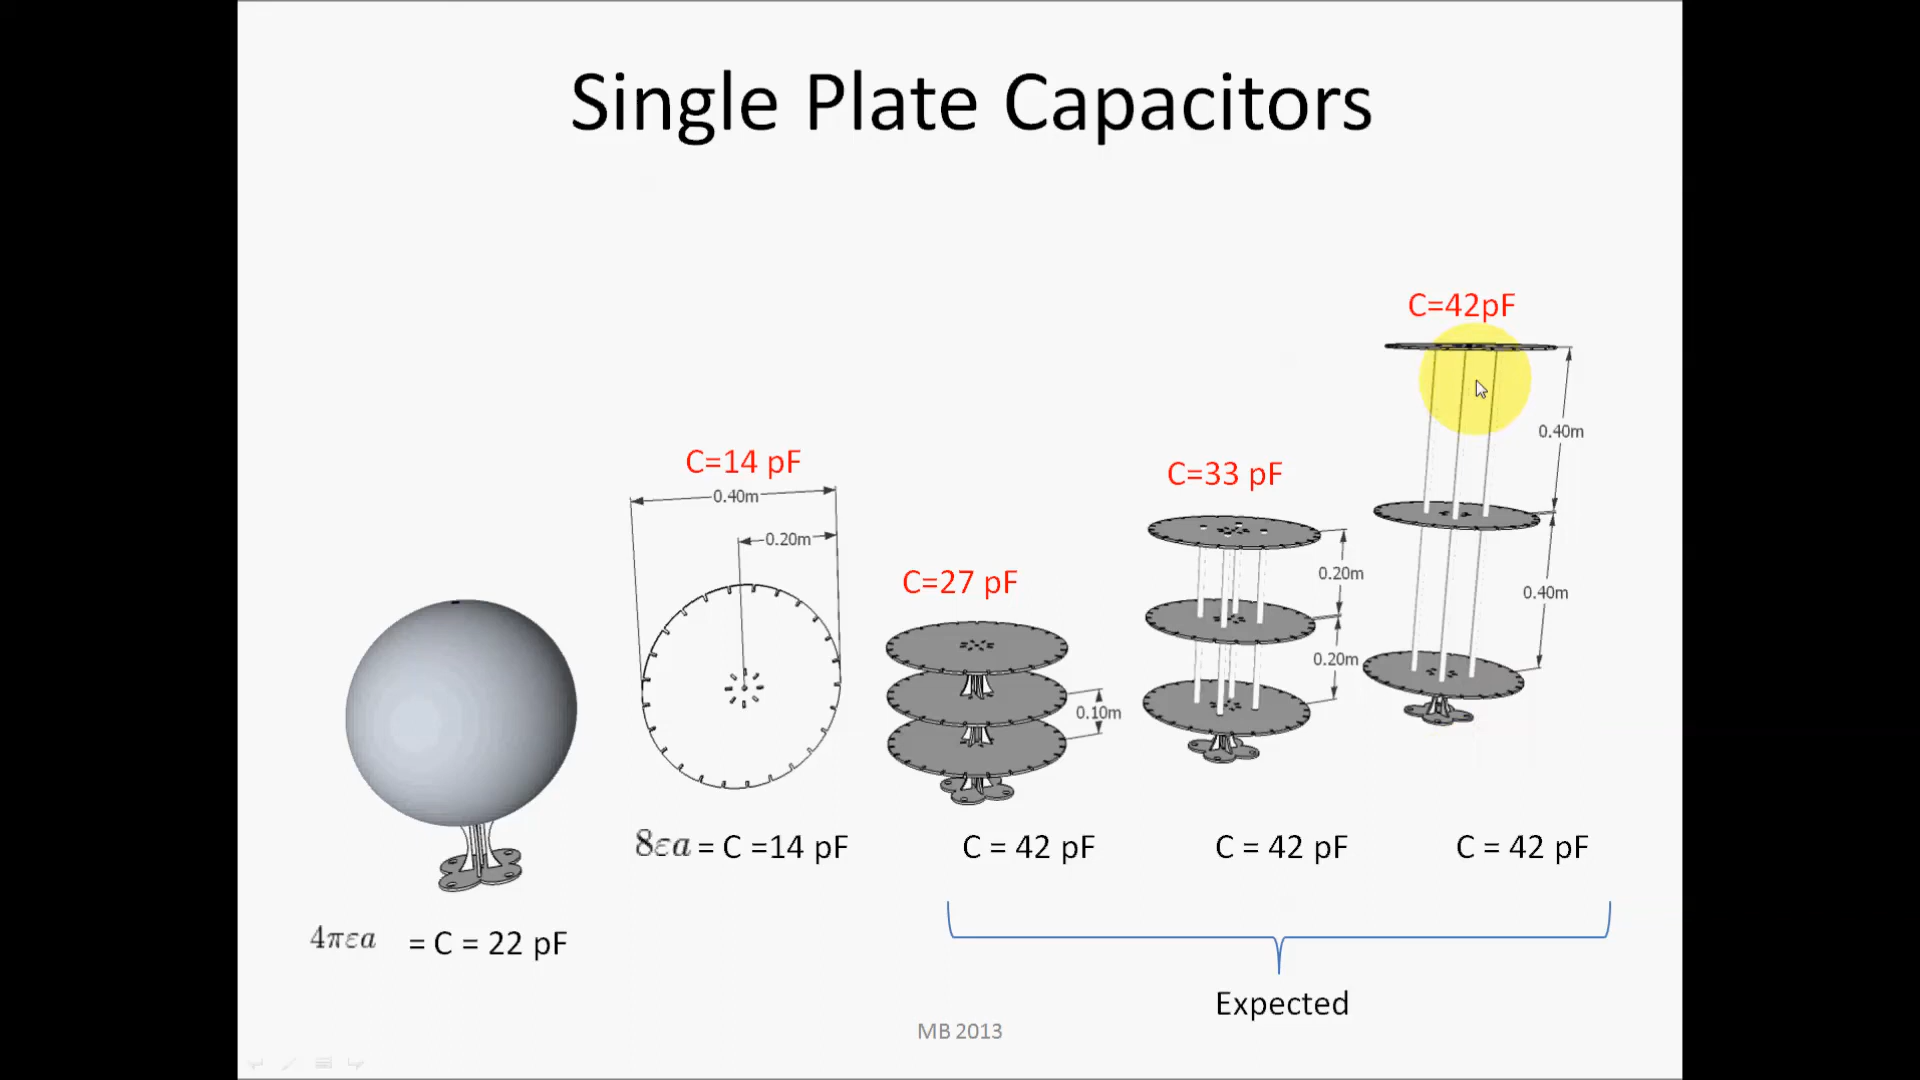 Single Plate Capacitors
C=42pF
0.40m
0.40m
C=33 pF
0.20m
0.20m
C=27 pF
0.10m
C=14 pF
0.40m
0.20m
8εa = C =14 pF
C = 42 pF
C = 42 pF
C = 42 pF
4πεa = C = 22 pF
Expected
MB 2013